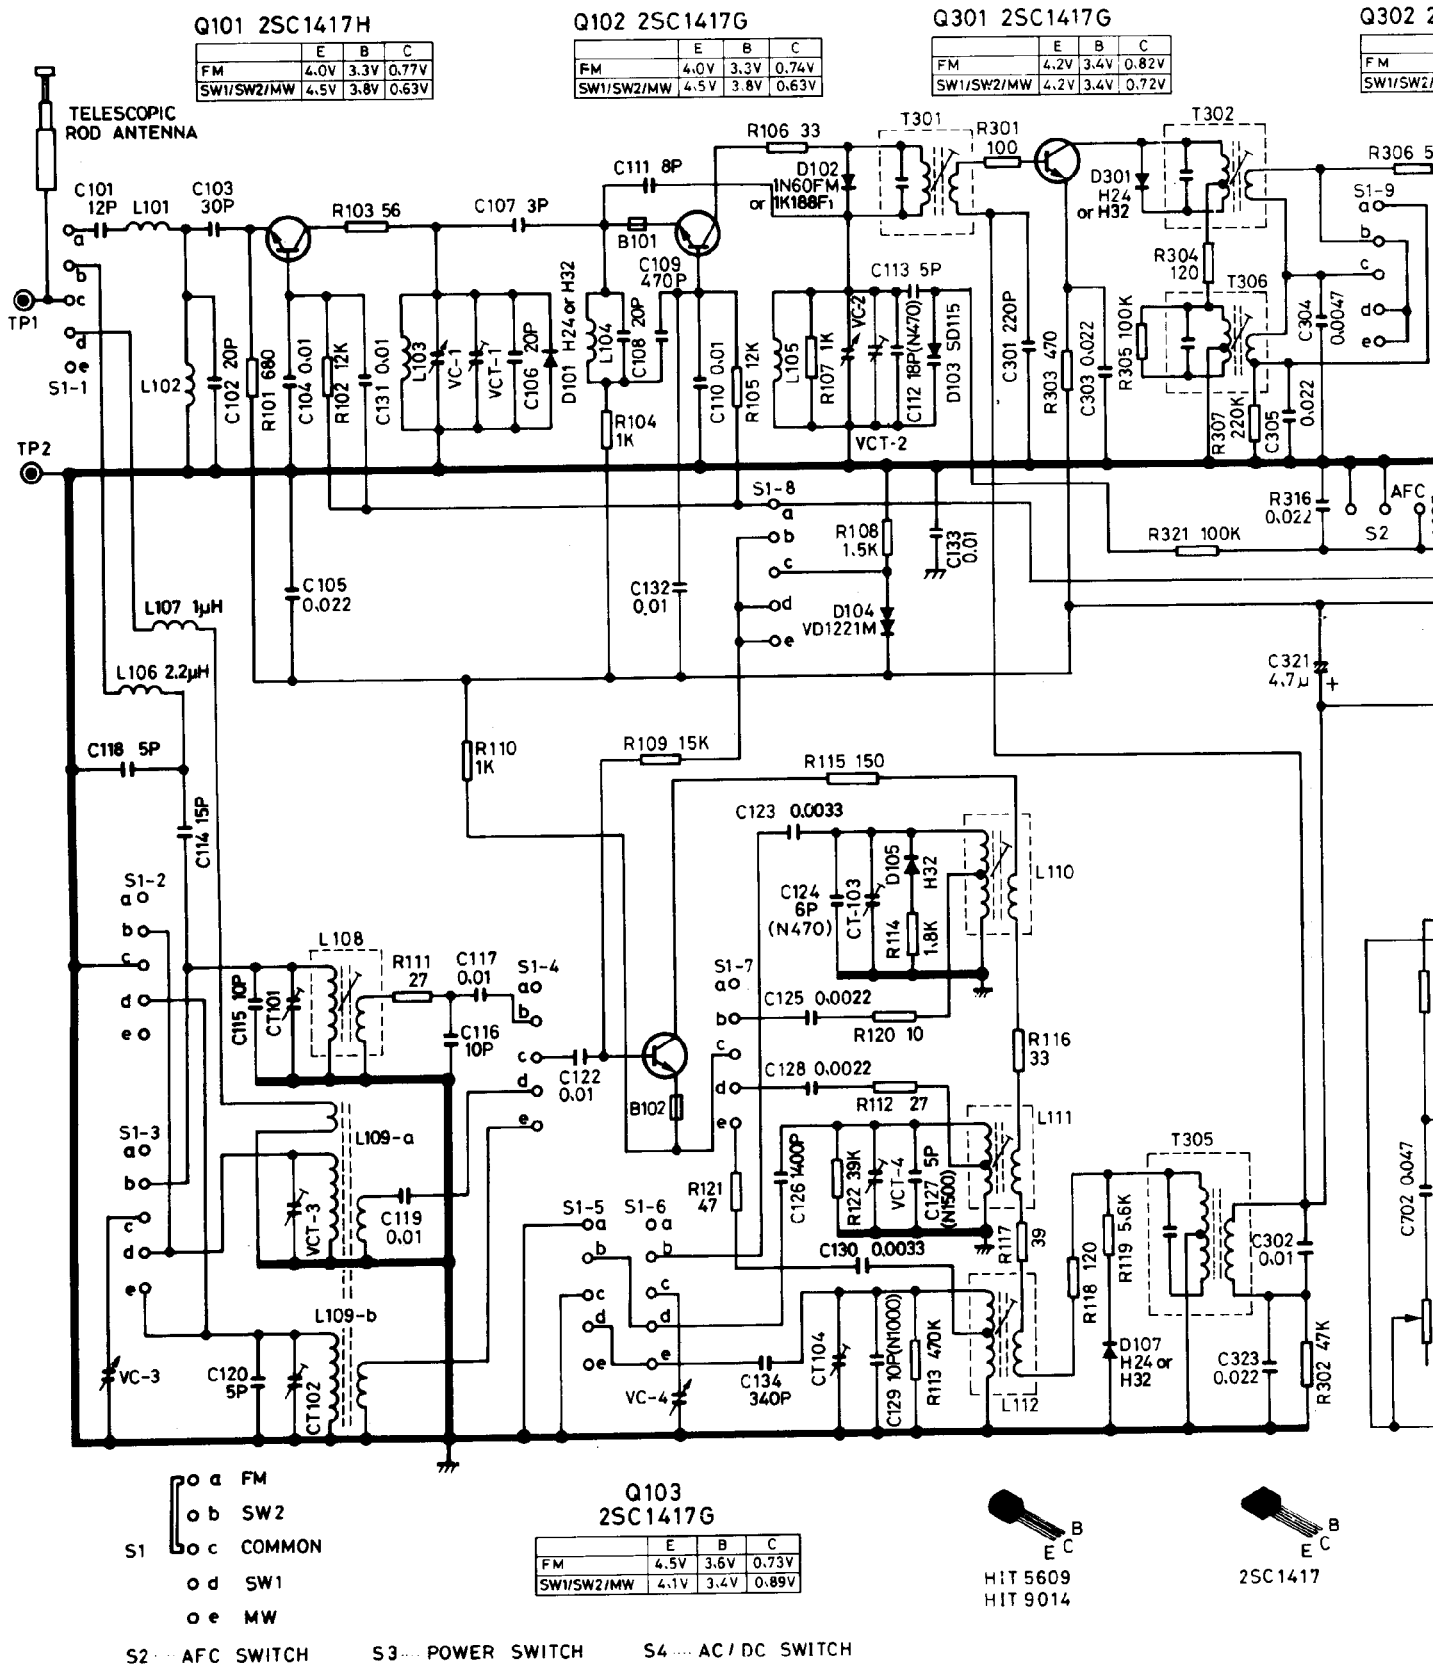 Q101 2SC1417H
E B C
FM 4.0V 3.3V 0.77V
SW1/SW2/MW 4.5V 3.8V 0.63V
Q102 2SC1417G
E B C
FM 4.0V 3.3V 0.74V
SW1/SW2/MW 4.5V 3.8V 0.63V
Q301 2SC1417G
E B C
FM 4.2V 3.4V 0.82V
SW1/SW2/MW 4.2V 3.4V 0.72V
Q302 2
FM
SW1/SW2/
TELESCOPIC
ROD ANTENNA
C101
12P
L101
C103
30P
R103 56
C107 3P
C111 8P
B101
C109
470P
R106 33
D102
1N60FM
or 1K188F1
T301
R301
100
T302
D301
H24
or H32
R306 5
S1-9
a
b
c
d
e
R304
120
T306
a
b
c
d
e
S1-1
TP1
TP2
L102
C102 20P
R101 680
C104 0.01
R102 12K
C131 0.01
L103
VC-1
VCT-1
C106 20P
D101 H24 or H32
L104
C108 20P
R104
1K
C110 0.01
R105 12K
L105
R107 1K
VC-2
VCT-2
C113 5P
C112 18P(N470)
D103 SD115
C301 220P
R303 470
C303 0.022
R305 100K
R307
220K
C305
0.022
C304
0.0047
S1-8
a
b
c
d
e
R108
1.5K
C133
0.01
R321 100K
R316
0.022
S2
AFC
C105
0.022
C132
0.01
D104
VD1221M
L107 1μH
L106 2.2μH
C321
4.7μ
+
C118 5P
C114 15P
R110
1K
R109 15K
R115 150
C123 0.0033
L110
C124
6P
(N470)
CT-103
D105
H32
R114
1.8K
S1-2
a
b
c
d
e
L108
R111
27
C117
0.01
S1-4
a
b
c
d
e
C115 10P
CT101
C116
10P
C122
0.01
B102
S1-7
a
b
c
d
e
C125 0.0022
R120 10
R116
33
C128 0.0022
R112 27
L111
S1-3
a
b
c
d
e
L109-a
VCT-3
C119
0.01
R121
47
C126 1400P
R122 39K
VCT-4
C127 5P
(N1500)
R117
39
T305
C702 0.047
S1-5
a
b
c
d
e
S1-6
a
b
c
d
e
C130 0.0033
R118 120
R119 5.6K
C302
0.01
L109-b
VC-3
C120
5P
CT102
VC-4
C134
340P
CT104
C129 10P(N1000)
R113 470K
L112
D107
H24 or
H32
C323
0.022
R302 47K
S1
a FM
b SW2
c COMMON
d SW1
e MW
Q103
2SC1417G
E B C
FM 4.5V 3.6V 0.73V
SW1/SW2/MW 4.1V 3.4V 0.89V
B
C
E
HIT 5609
HIT 9014
B
C
E
2SC1417
S2 ... AFC SWITCH S3.... POWER SWITCH S4 .... AC/DC SWITCH